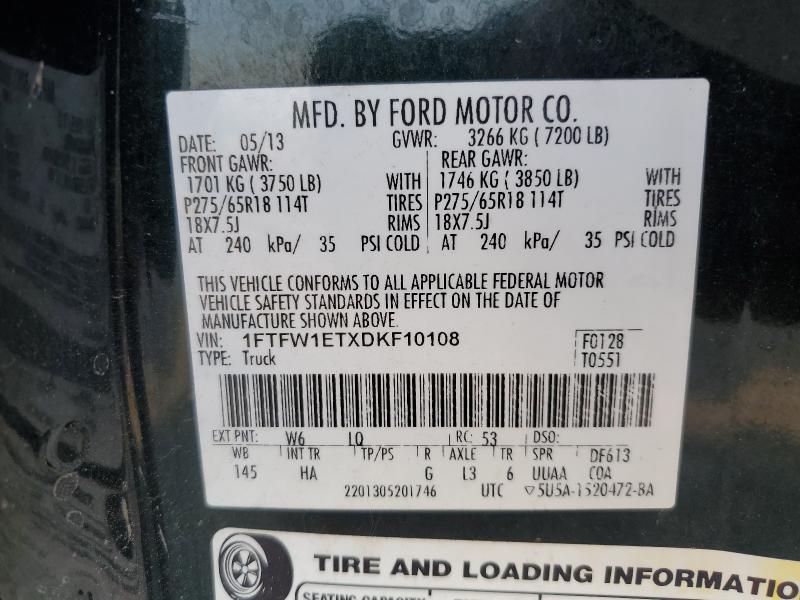 MFD. BY FORD MOTOR CO.
DATE: 05/13 GVWR: 3266 KG ( 7200 LB)
FRONT GAWR: REAR GAWR:
1701 KG ( 3750 LB) WITH 1746 KG ( 3850 LB) WITH
P275/65R18 114T TIRES P275/65R18 114T TIRES
18X7.5J RIMS 18X7.5J RIMS
AT 240 kPa/ 35 PSI COLD AT 240 kPa/ 35 PSI COLD
THIS VEHICLE CONFORMS TO ALL APPLICABLE FEDERAL MOTOR
VEHICLE SAFETY STANDARDS IN EFFECT ON THE DATE OF
MANUFACTURE SHOWN ABOVE.
VIN: 1FTFW1ETXDKF10108 F0128
TYPE: Truck T0551
EXT PNT: W6 LQ RC: 53 DSO:
WB INT TR TP/PS R AXLE TR SPR DF613
145 HA G L3 6 UUAA COA
2201305201746 UTC ▽5U5A-1520472-BA
TIRE AND LOADING INFORMATIO
SEATING CAPACITY